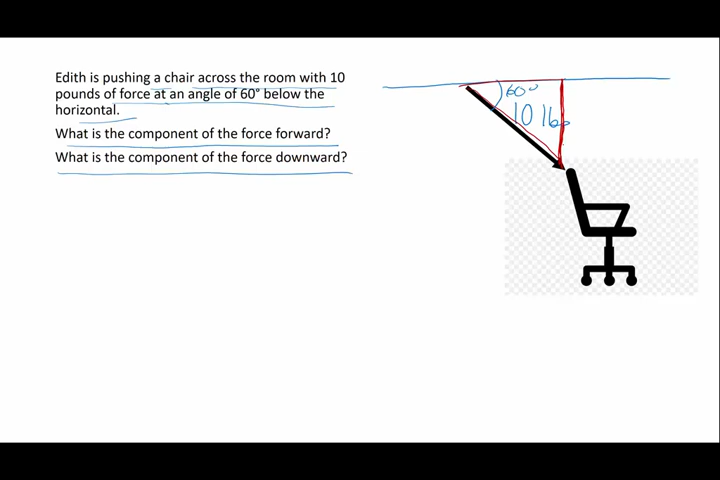 Edith is pushing a chair across the room with 10
pounds of force at an angle of 60° below the
horizontal.
What is the component of the force forward?
What is the component of the force downward?
60°
10 lbs